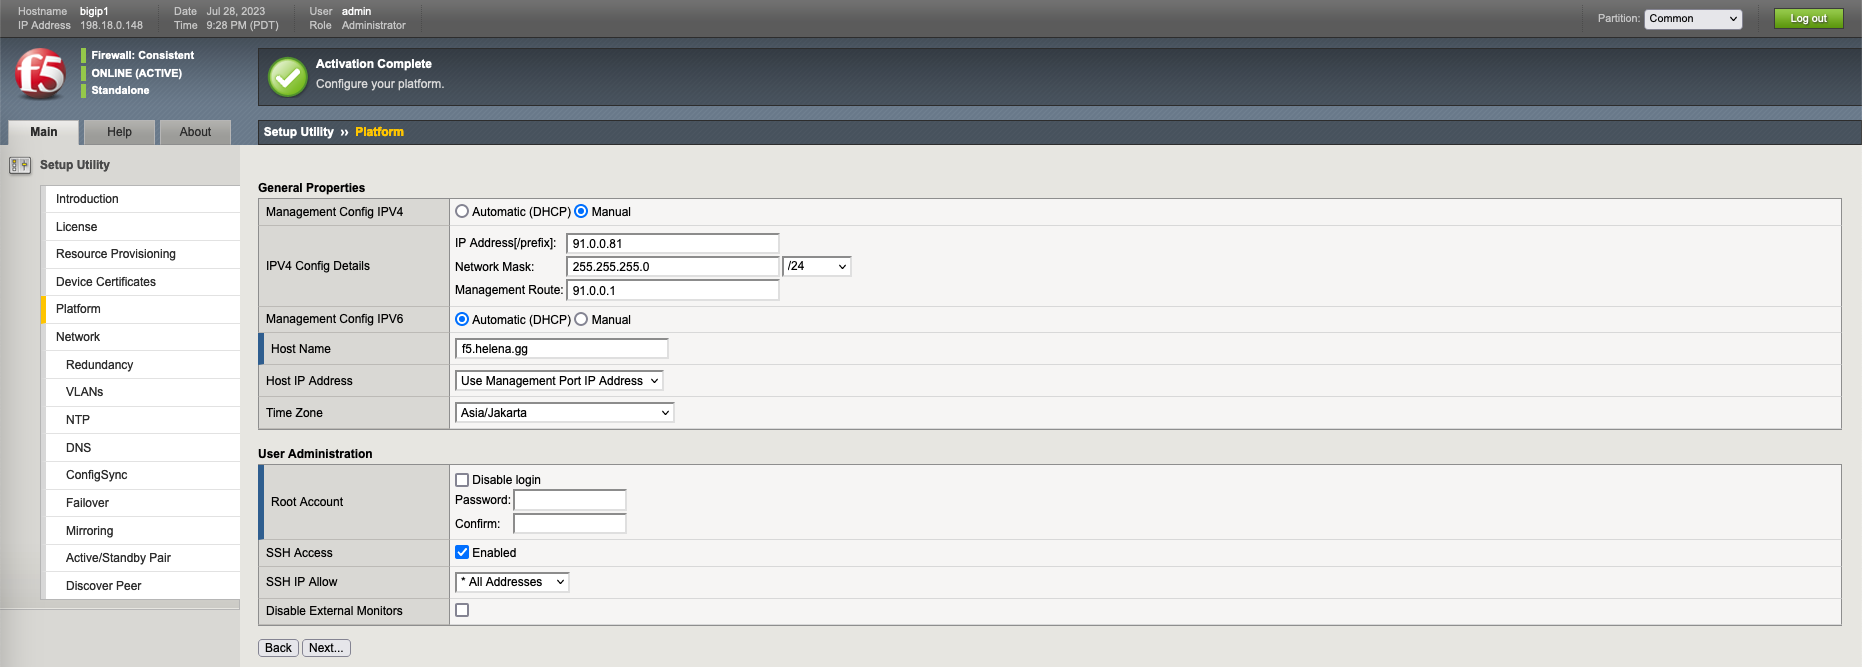 Hostname bigip1 Date Jul 28, 2023 User admin Partition: Common Log out
IP Address 198.18.0.148 Time 9:28 PM (PDT) Role Administrator
f5
Firewall: Consistent
ONLINE (ACTIVE)
Standalone
Activation Complete
Configure your platform.
Main Help About
Setup Utility ›› Platform
Setup Utility
Introduction
License
Resource Provisioning
Device Certificates
Platform
Network
Redundancy
VLANs
NTP
DNS
ConfigSync
Failover
Mirroring
Active/Standby Pair
Discover Peer
General Properties
Management Config IPV4 Automatic (DHCP) Manual
IPV4 Config Details
IP Address[/prefix]: 91.0.0.81
Network Mask: 255.255.255.0 /24
Management Route: 91.0.0.1
Management Config IPV6 Automatic (DHCP) Manual
Host Name f5.helena.gg
Host IP Address Use Management Port IP Address
Time Zone Asia/Jakarta
User Administration
Root Account
Disable login
Password:
Confirm:
SSH Access Enabled
SSH IP Allow * All Addresses
Disable External Monitors
Back Next...